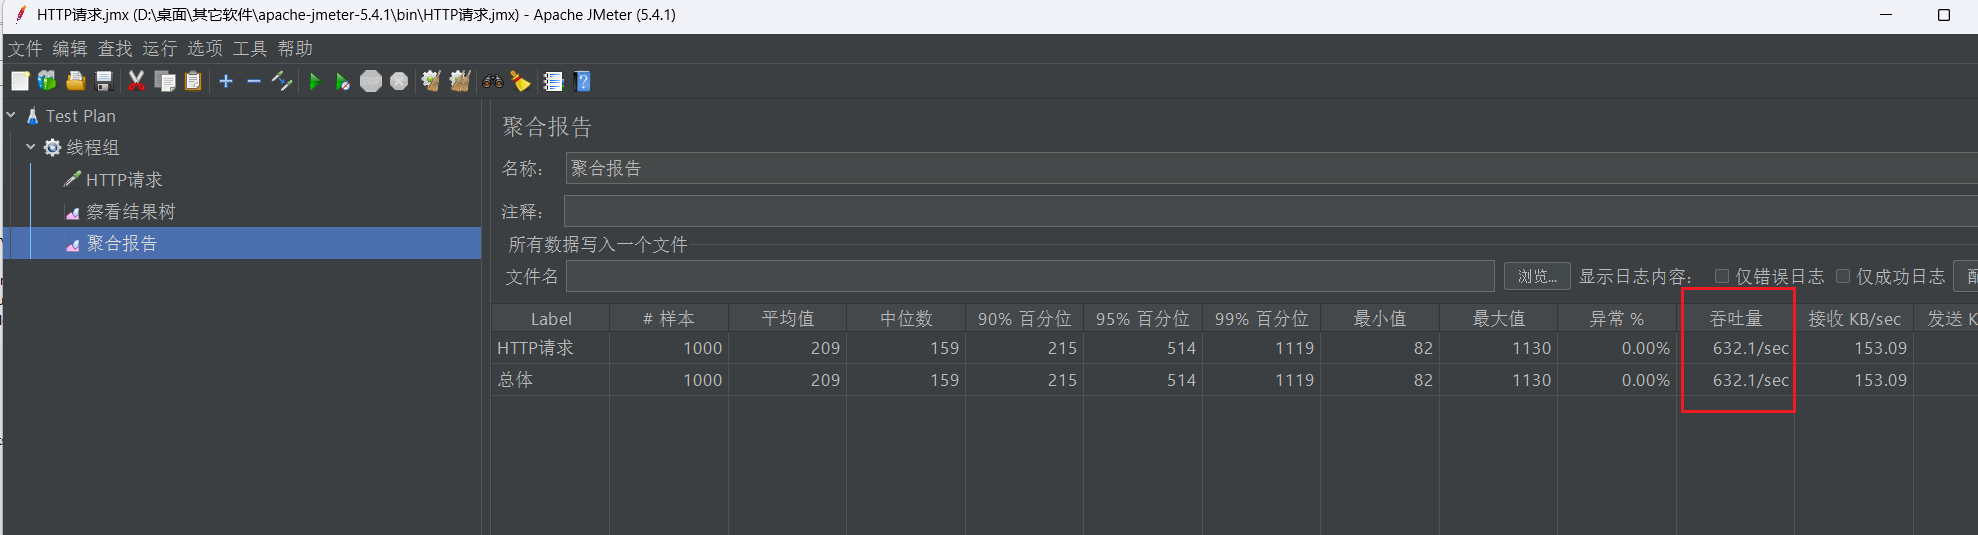 HTTP请求.jmx (D:\桌面\其它软件\apache-jmeter-5.4.1\bin\HTTP请求.jmx) - Apache JMeter (5.4.1)
文件 编辑 查找 运行 选项 工具 帮助
Test Plan
线程组
HTTP请求
察看结果树
聚合报告
聚合报告
名称： 聚合报告
注释：
所有数据写入一个文件
文件名 浏览... 显示日志内容： 仅错误日志 仅成功日志
Label # 样本 平均值 中位数 90% 百分位 95% 百分位 99% 百分位 最小值 最大值 异常 % 吞吐量 接收 KB/sec 发送 K
HTTP请求 1000 209 159 215 514 1119 82 1130 0.00% 632.1/sec 153.09
总体 1000 209 159 215 514 1119 82 1130 0.00% 632.1/sec 153.09